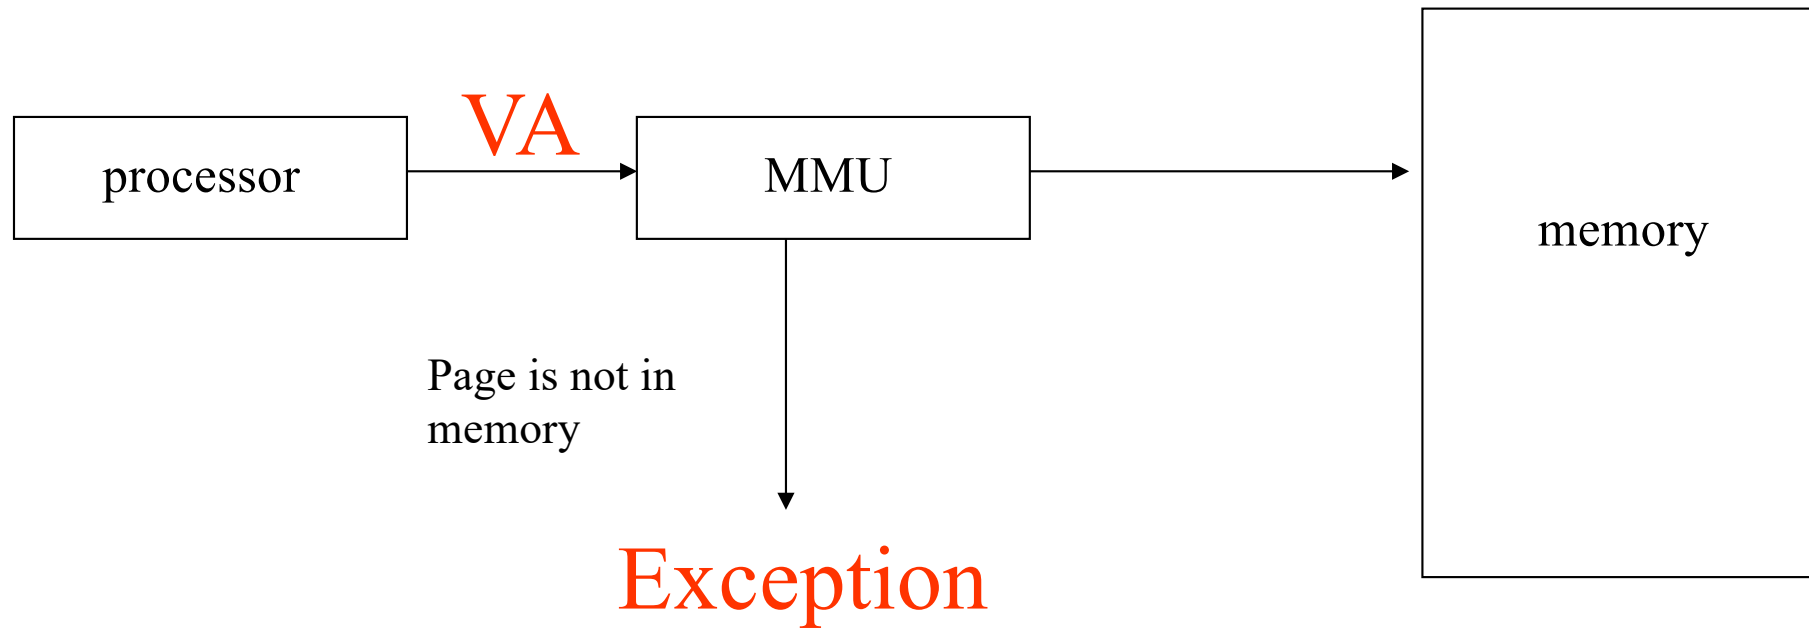 VA
processor
MMU
memory
Page is not in
memory
Exception